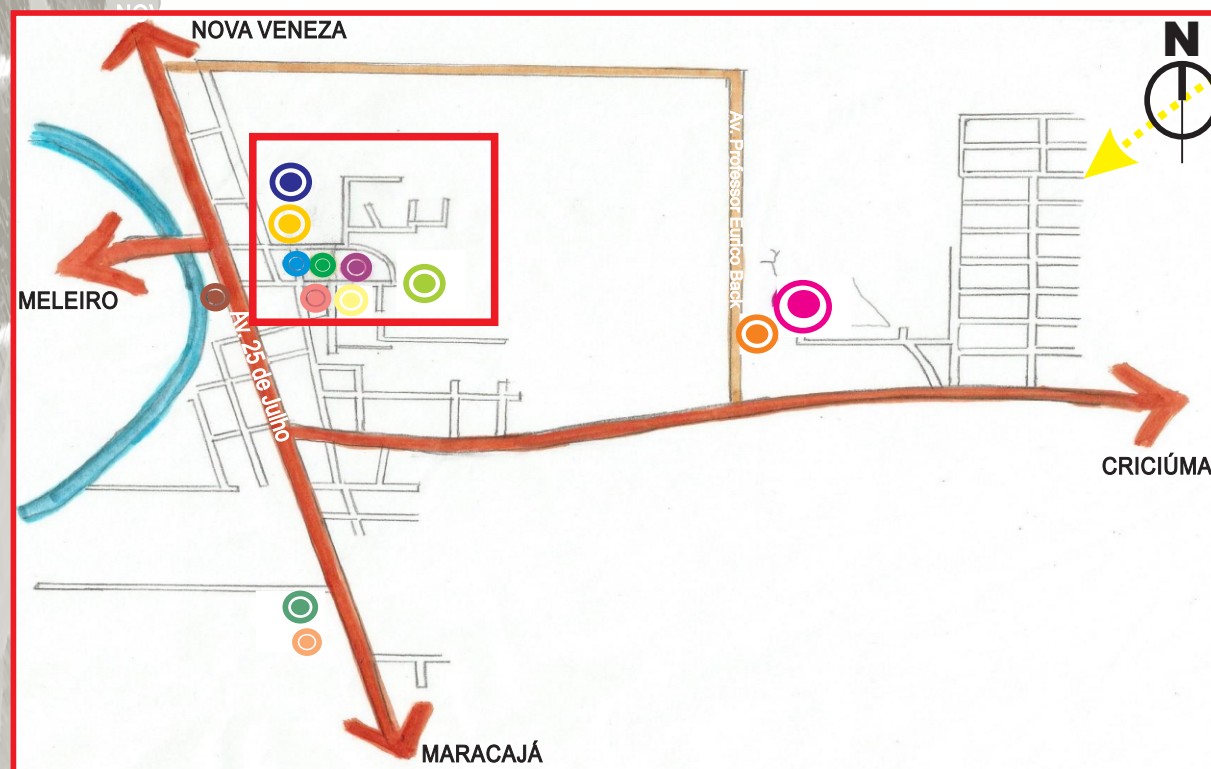 NOVA VENEZA
N
Av. Professor Eurico Back
MELEIRO
Av. 25 de Julho
CRICIÚMA
MARACAJÁ